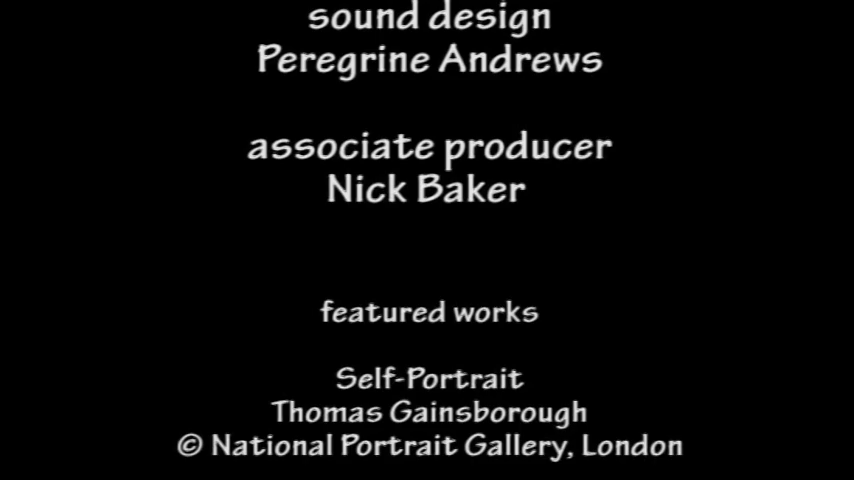 sound design
Peregrine Andrews
associate producer
Nick Baker
featured works
Self-Portrait
Thomas Gainsborough
© National Portrait Gallery, London